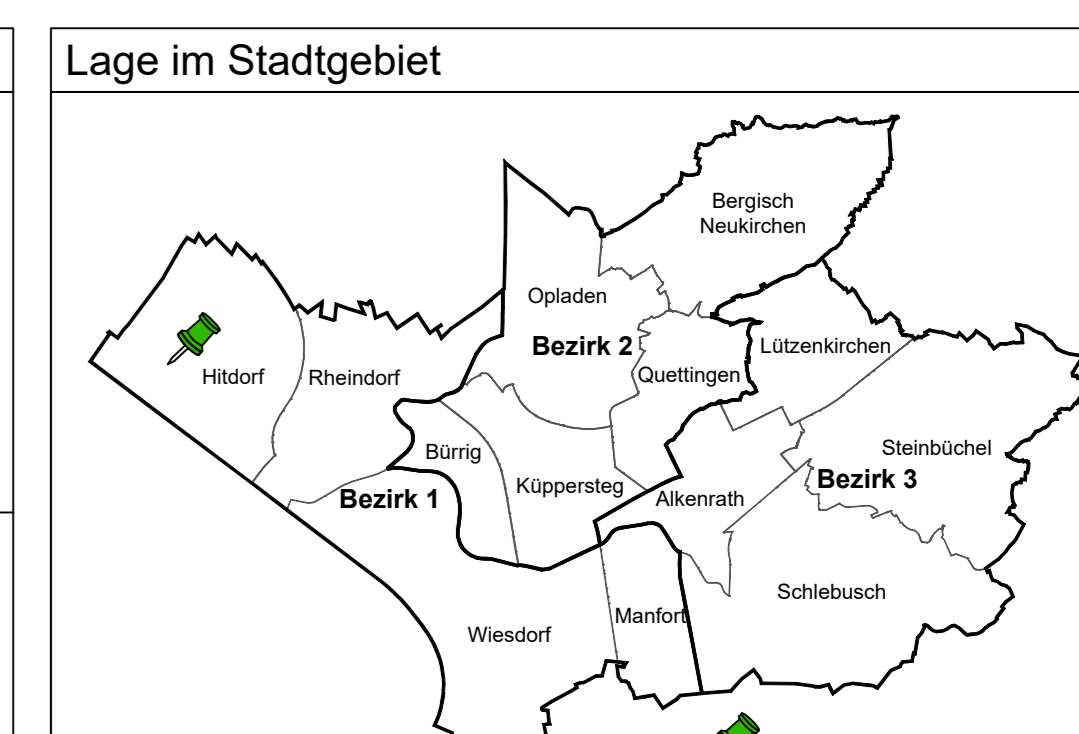 Lage im Stadtgebiet
Bergisch
Neukirchen
Opladen
Bezirk 2
Lützenkirchen
Hitdorf
Rheindorf
Quettingen
Bürrig
Steinbüchel
Küppersteg
Bezirk 3
Bezirk 1
Alkenrath
Schlebusch
Manfort
Wiesdorf